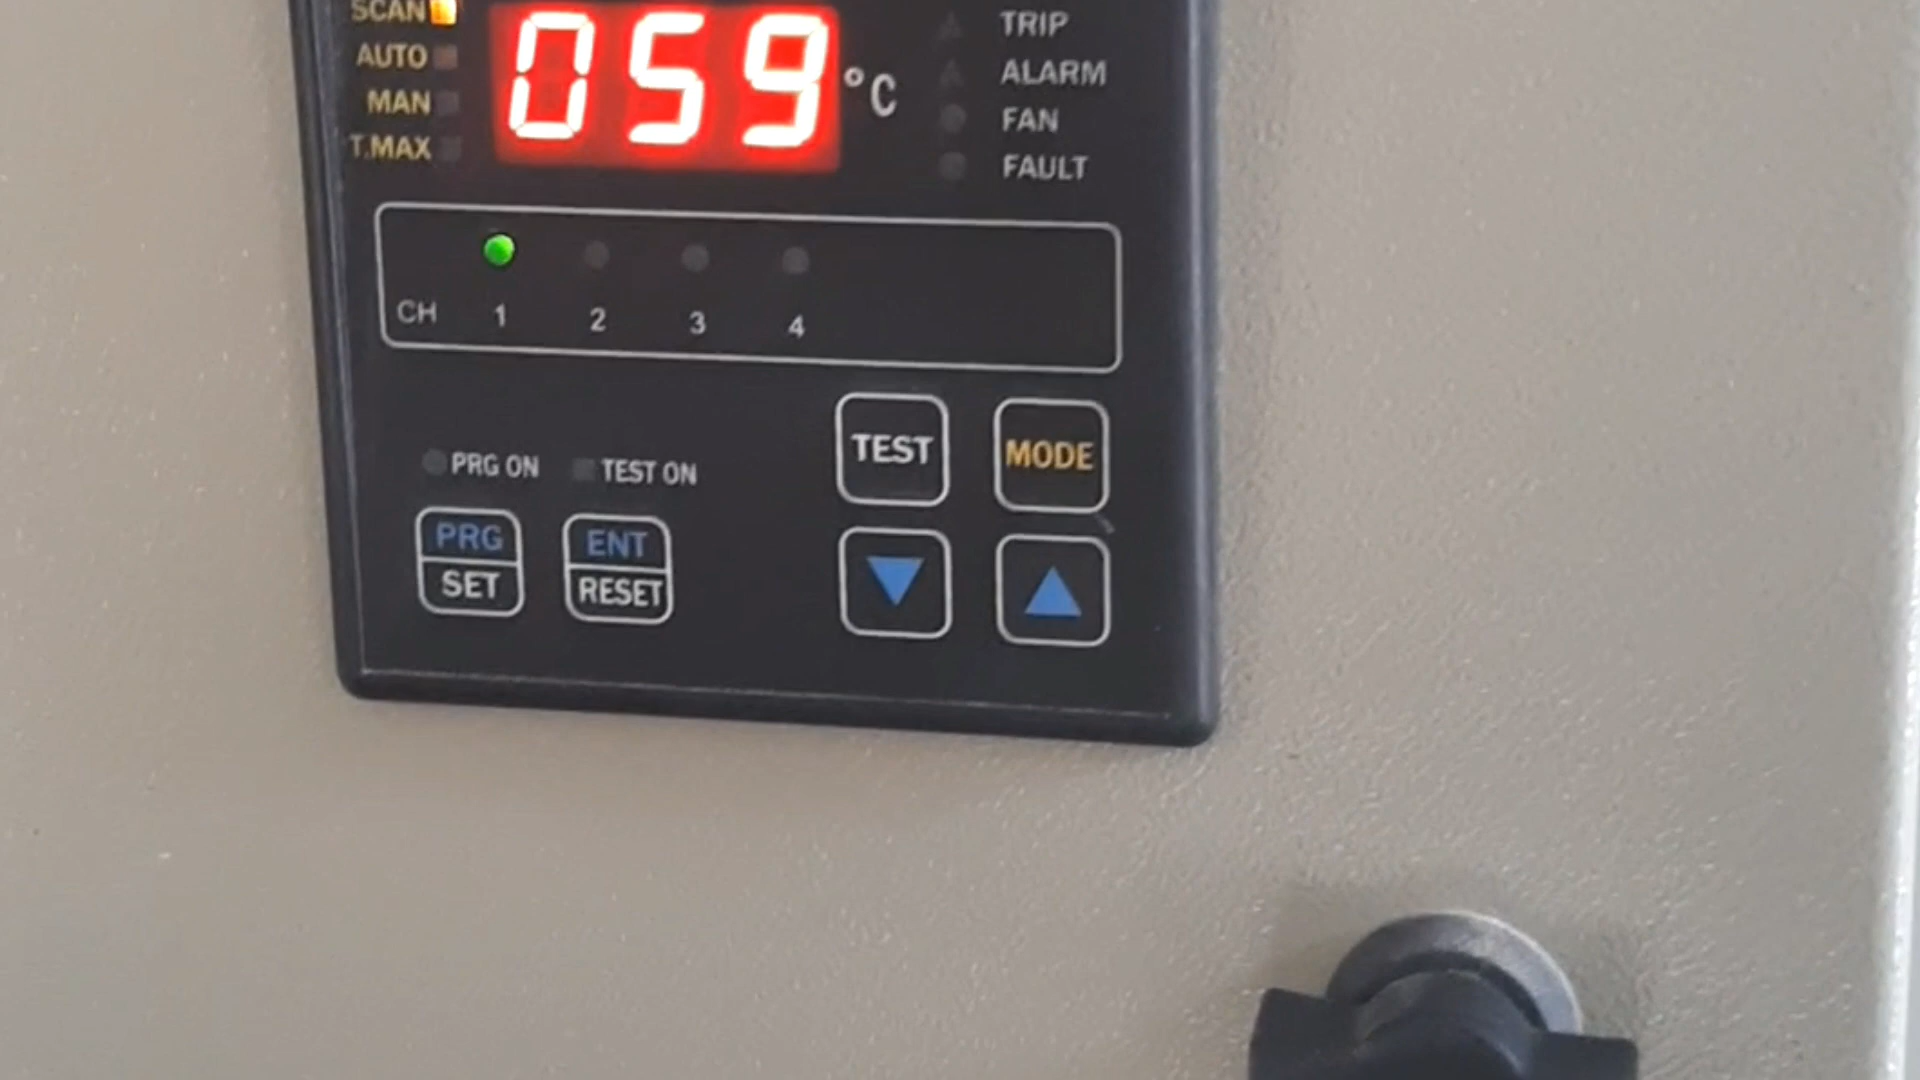 SCAN
AUTO
MAN
T.MAX
059 °C
TRIP
ALARM
FAN
FAULT
CH 1 2 3 4
TEST MODE
PRG ON TEST ON
PRG ENT
SET RESET